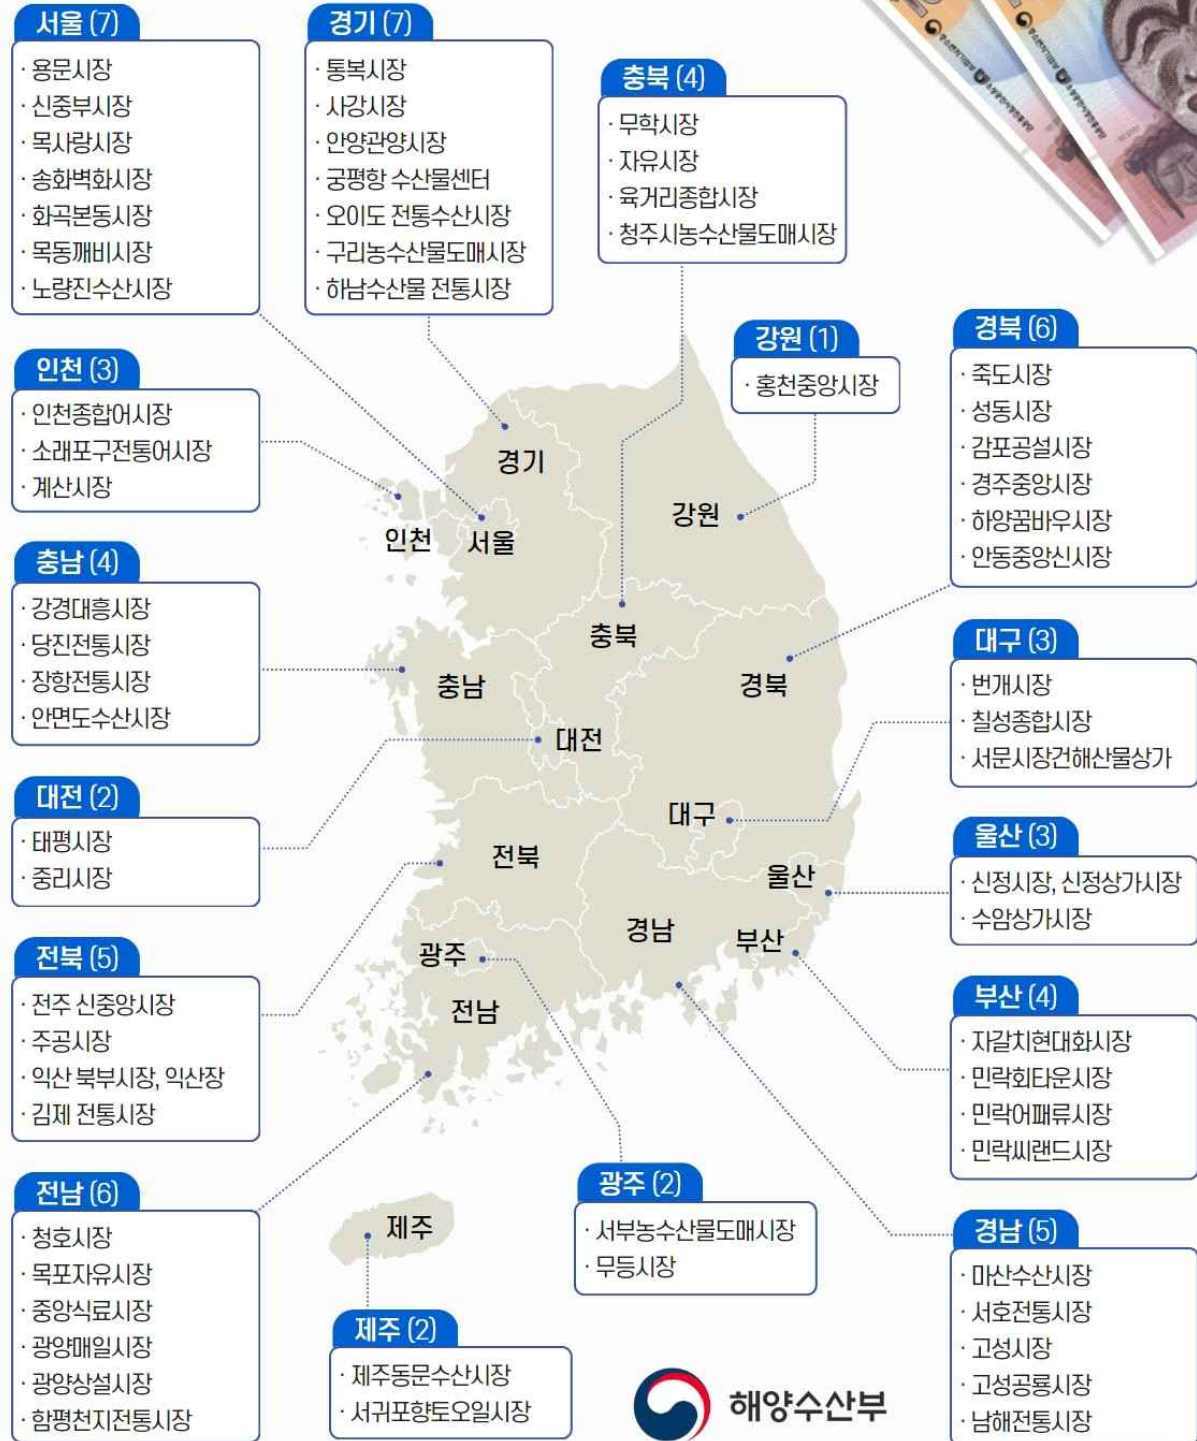 서울 (7)
· 용문시장
· 신중부시장
· 목사랑시장
· 송화벽화시장
· 화곡본동시장
· 목동깨비시장
· 노량진수산시장
경기 (7)
· 통복시장
· 사강시장
· 안양관양시장
· 궁평항 수산물센터
· 오이도 전통수산시장
· 구리농수산물도매시장
· 하남수산물 전통시장
충북 (4)
· 무학시장
· 자유시장
· 육거리종합시장
· 청주시농수산물도매시장
강원 (1)
· 홍천중앙시장
경북 (6)
· 죽도시장
· 성동시장
· 감포공설시장
· 경주중앙시장
· 하양꿈바우시장
· 안동중앙신시장
인천 (3)
· 인천종합어시장
· 소래포구전통어시장
· 계산시장
충남 (4)
· 강경대흥시장
· 당진전통시장
· 장항전통시장
· 안면도수산시장
대전 (2)
· 태평시장
· 중리시장
전북 (5)
· 전주 신중앙시장
· 주공시장
· 익산 북부시장, 익산장
· 김제 전통시장
전남 (6)
· 청호시장
· 목포자유시장
· 중앙식료시장
· 광양매일시장
· 광양상설시장
· 함평천지전통시장
경기
강원
인천
서울
충북
충남
경북
대전
대구
전북
울산
경남
부산
광주
전남
제주
대구 (3)
· 번개시장
· 칠성종합시장
· 서문시장건해산물상가
울산 (3)
· 신정시장, 신정상가시장
· 수암상가시장
부산 (4)
· 자갈치현대화시장
· 민락회타운시장
· 민락어패류시장
· 민락씨랜드시장
광주 (2)
· 서부농수산물도매시장
· 무등시장
경남 (5)
· 마산수산시장
· 서호전통시장
· 고성시장
· 고성공룡시장
· 남해전통시장
제주 (2)
· 제주동문수산시장
· 서귀포향토오일시장
해양수산부